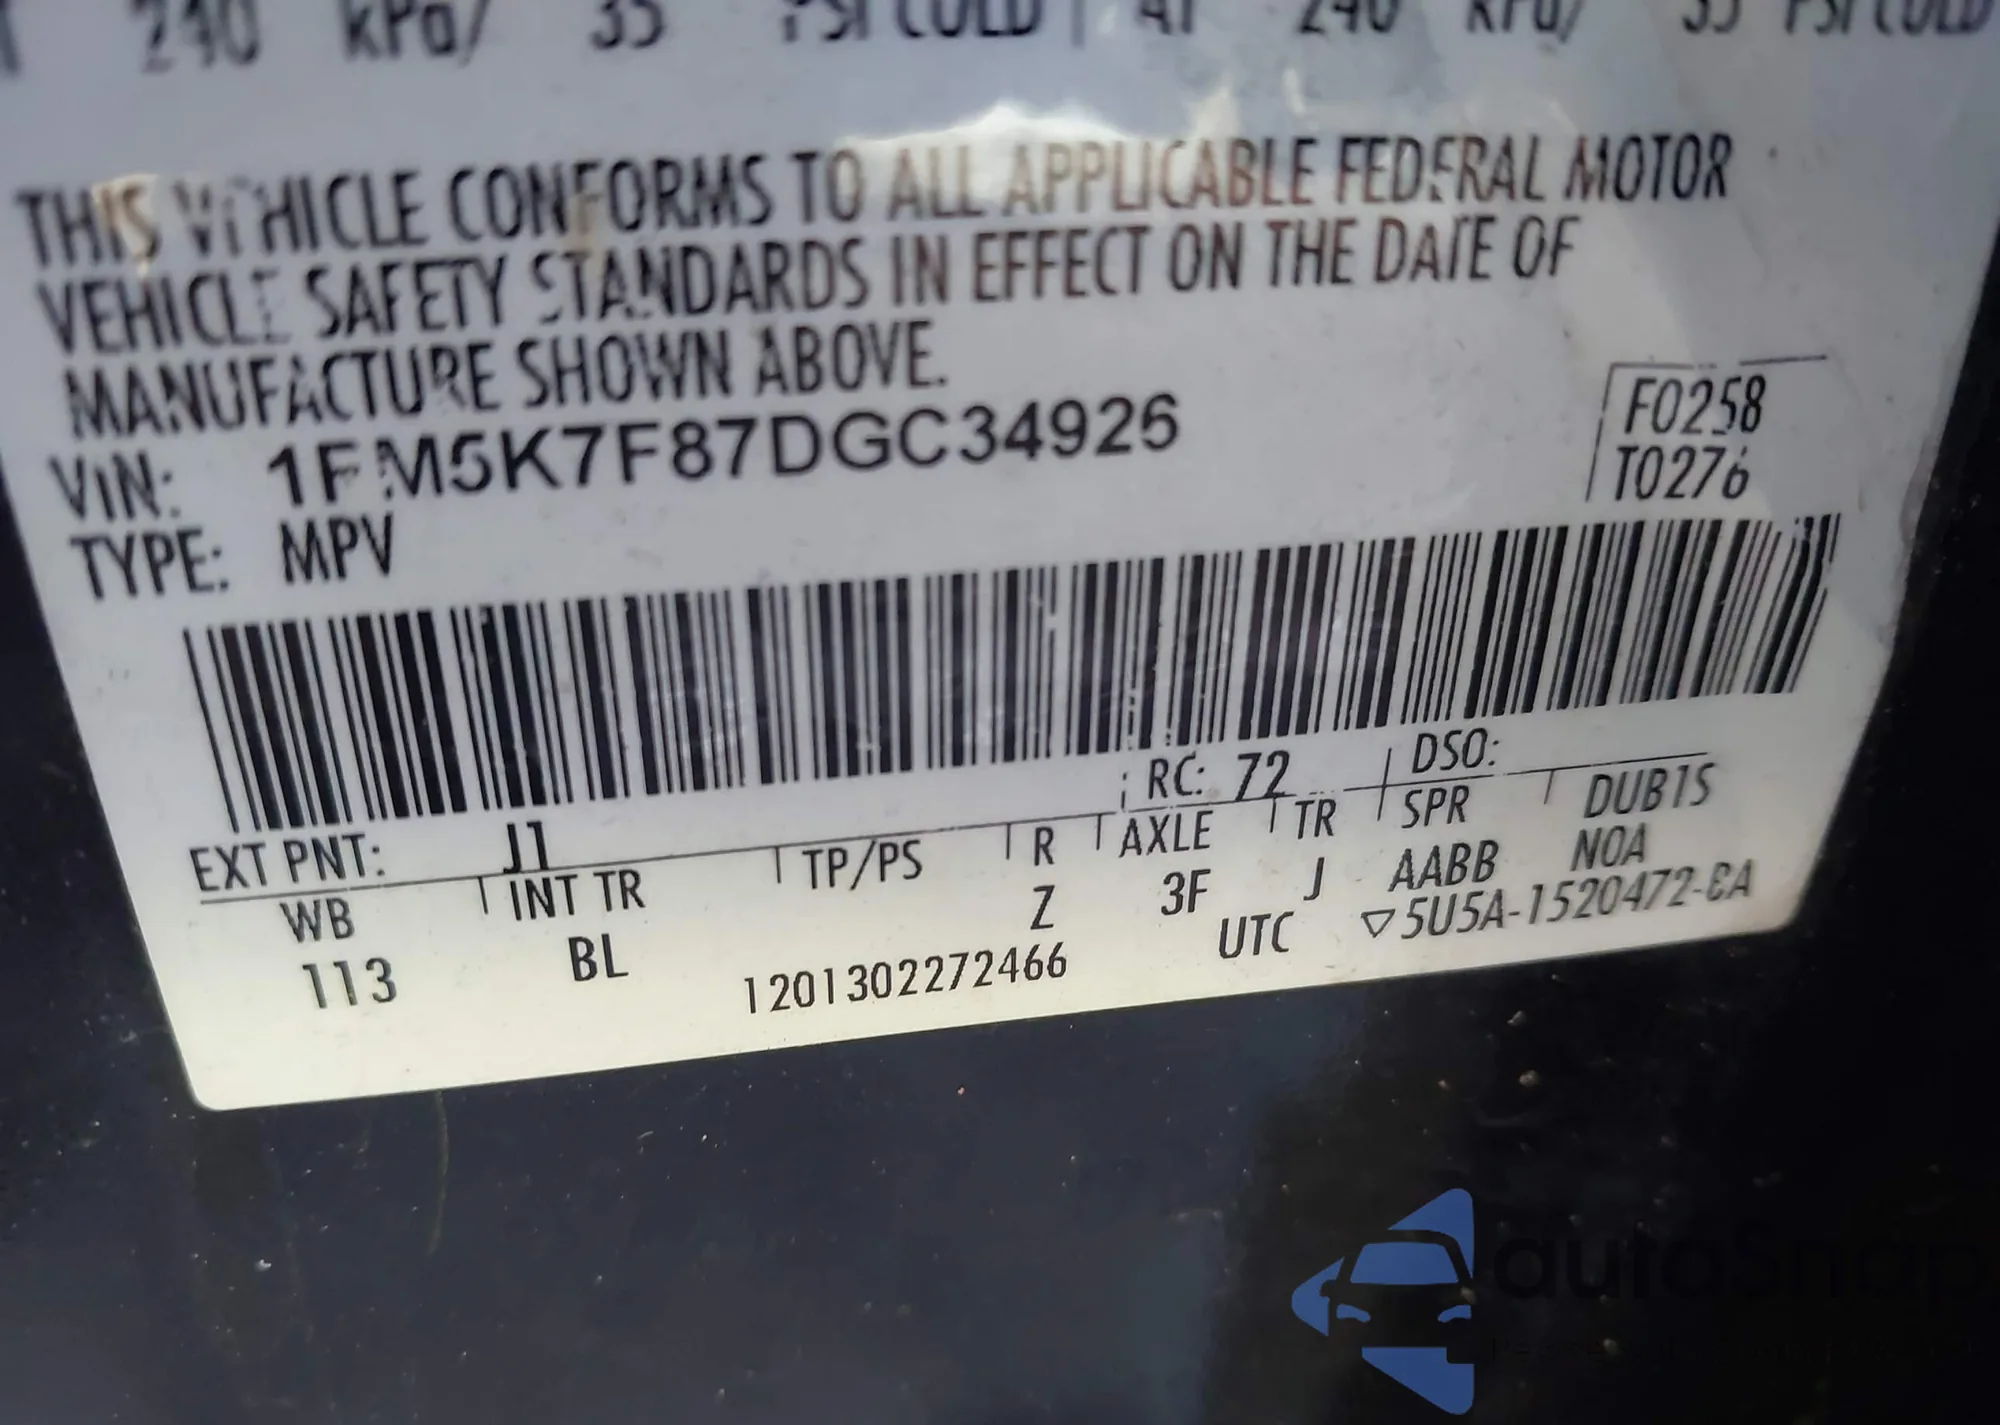 240 kPa/ 35 PSI COLD 240 kPa/ 35 PSI COLD
THIS VEHICLE CONFORMS TO ALL APPLICABLE FEDERAL MOTOR
VEHICLE SAFETY STANDARDS IN EFFECT ON THE DATE OF
MANUFACTURE SHOWN ABOVE.
VIN: 1FM5K7F87DGC34926
F0258
T0276
TYPE: MPV
RC: 72 DSO:
EXT PNT: J1
WB INT TR TP/PS R AXLE TR SPR DUBTS
113 BL Z 3F J AABB NOA
1201302272466 UTC ▽5U5A-1520472-
autoSnap